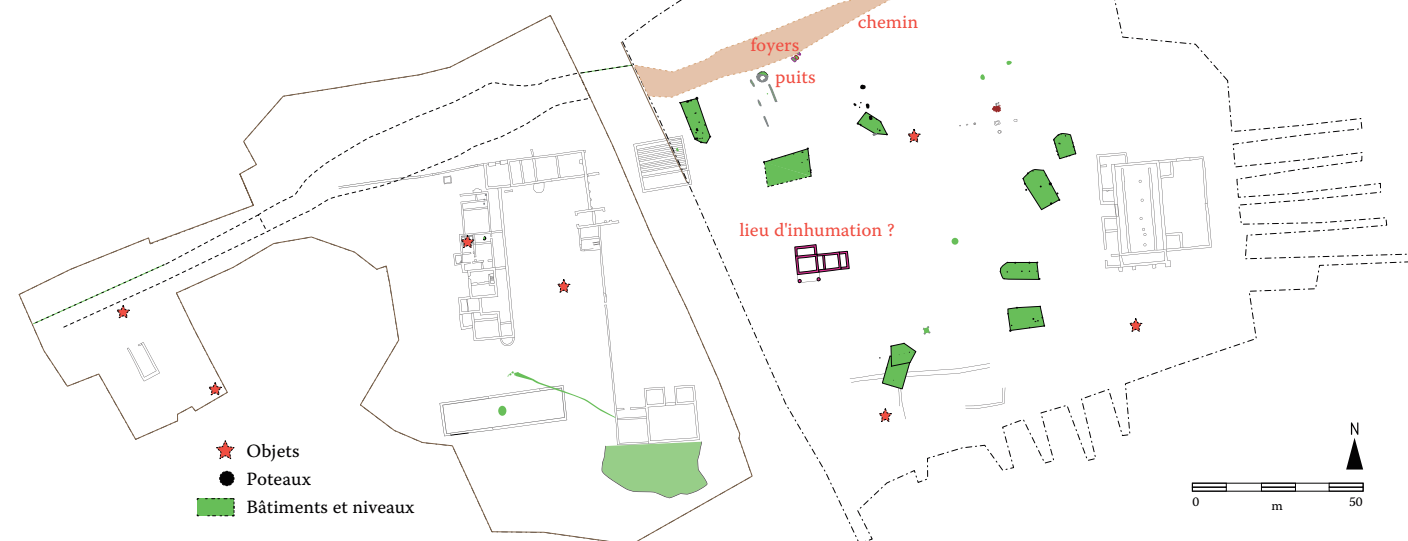 chemin
foyers
puits
lieu d'inhumation ?
Objets
Poteaux
Bâtiments et niveaux
N
0 m 50